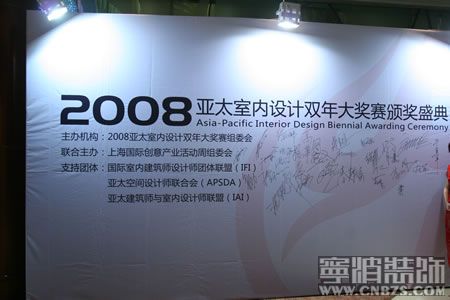 2008亚太室内设计双年大奖赛颁奖盛典
Asia-Pacific Interior Design Biennial Awarding Ceremony
主办机构：2008亚太室内设计双年大奖赛组委会
联合主办：上海国际创意产业活动周组委会
支持团体：国际室内建筑师设计师团体联盟（IFI）
亚太空间设计师联合会（APSDA）
亚太建筑师与室内设计师联盟（IAI）
寧波装饰
WWW.CNBZS.COM